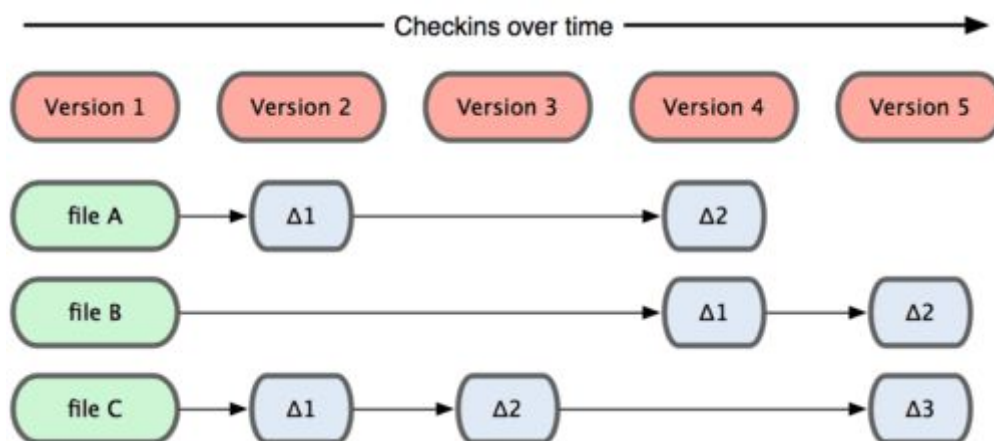 Checkins over time
Version 1 Version 2 Version 3 Version 4 Version 5
file A Δ1 Δ2
file B Δ1 Δ2
file C Δ1 Δ2 Δ3